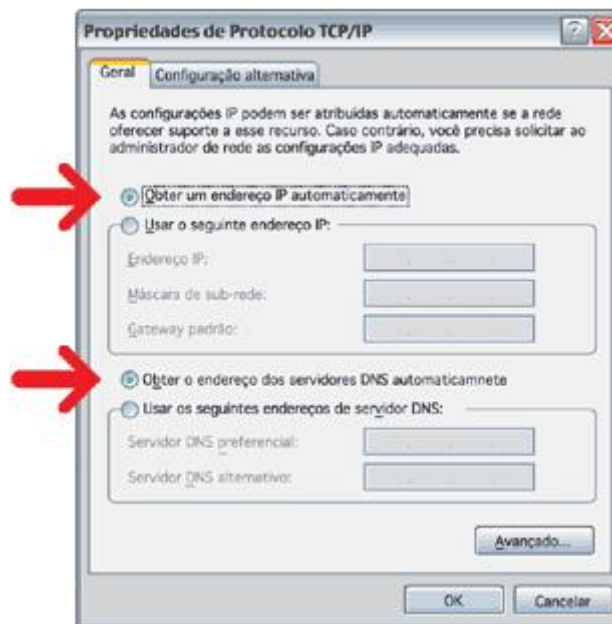 Propriedades de Protocolo TCP/IP
Geral
Configuração alternativa
As configurações IP podem ser atribuídas automaticamente se a rede
oferecer suporte a esse recurso. Caso contrário, você precisa solicitar ao
administrador de rede as configurações IP adequadas.
Obter um endereço IP automaticamente
Usar o seguinte endereço IP:
Endereço IP:
Máscara de sub-rede:
Gateway padrão:
Obter o endereço dos servidores DNS automaticamnete
Usar os seguintes endereços de servidor DNS:
Servidor DNS preferencial:
Servidor DNS alternativo:
Avançado...
OK
Cancelar